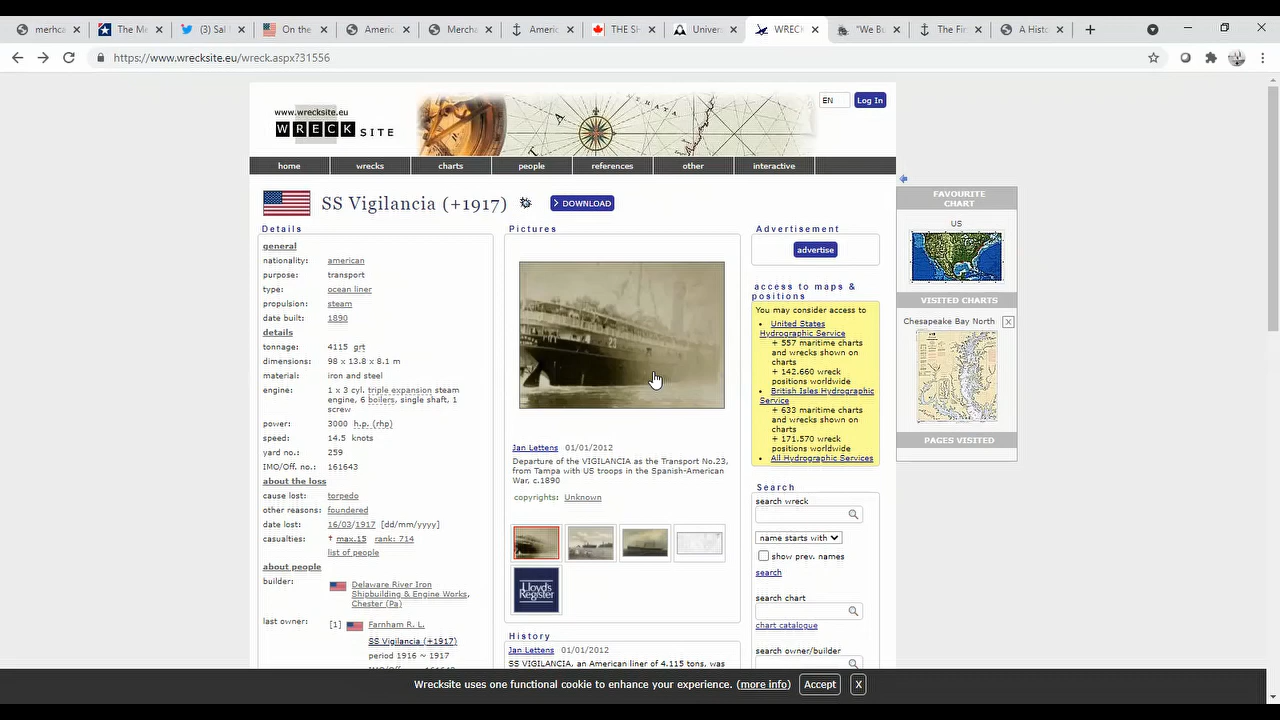 merhca
The Me
(3) Sal
On the
Americ
Mercha
Americ
THE SH
Univer
WRECK
"We Bu
The Fir
A Histo
https://www.wrecksite.eu/wreck.aspx?31556
www.wrecksite.eu
WRECK SITE
EN
Log In
home
wrecks
charts
people
references
other
interactive
SS Vigilancia (+1917)
DOWNLOAD
Details
general
nationality: american
purpose: transport
type: ocean liner
propulsion: steam
date built: 1890
details
tonnage: 4115 grt
dimensions: 98 x 13.8 x 8.1 m
material: iron and steel
engine: 1 x 3 cyl. triple expansion steam
engine, 6 boilers, single shaft, 1
screw
power: 3000 h.p. (rhp)
speed: 14.5 knots
yard no.: 259
IMO/Off. no.: 161643
about the loss
cause lost: torpedo
other reasons: foundered
date lost: 16/03/1917 [dd/mm/yyyy]
casualties: † max.15 rank: 714
list of people
about people
builder: Delaware River Iron
Shipbuilding & Engine Works,
Chester (Pa)
last owner: [1] Farnham R. L.
SS Vigilancia (+1917)
period 1916 ~ 1917
Pictures
Jan Lettens 01/01/2012
Departure of the VIGILANCIA as the Transport No.23,
from Tampa with US troops in the Spanish-American
War, c.1890
copyrights: Unknown
Lloyd's
Register
History
Jan Lettens 01/01/2012
SS VIGILANCIA, an American liner of 4.115 tons, was
Advertisement
advertise
access to maps &
positions
You may consider access to
• United States
Hydrographic Service
+ 557 maritime charts
and wrecks shown on
charts
+ 142.660 wreck
positions worldwide
• British Isles Hydrographic
Service
+ 633 maritime charts
and wrecks shown on
charts
+ 171.570 wreck
positions worldwide
• All Hydrographic Services
Search
search wreck
name starts with
show prev. names
search
search chart
chart catalogue
search owner/builder
FAVOURITE
CHART
US
VISITED CHARTS
Chesapeake Bay North X
PAGES VISITED
Wrecksite uses one functional cookie to enhance your experience. (more info) Accept X